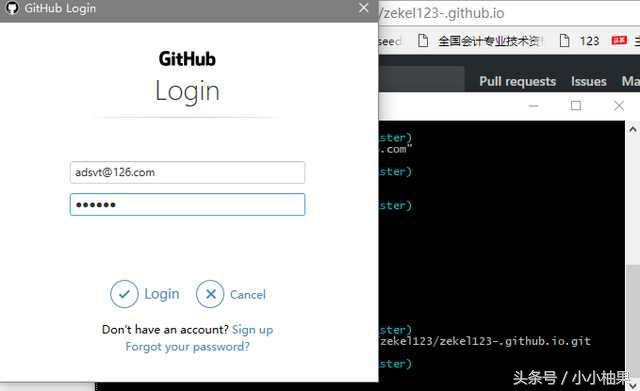 GitHub Login
/zekel123-.github.io
seed
全国会计专业技术资
123
GitHub
Login
Pull requests
Issues
Ma
ster)
o.com"
adsvt@126.com
ster)
••••••
ster)
Login
Cancel
Don't have an account? Sign up
Forgot your password?
ster)
zekel123/zekel123-.github.io.git
ster)
头条号 / 小小柚果